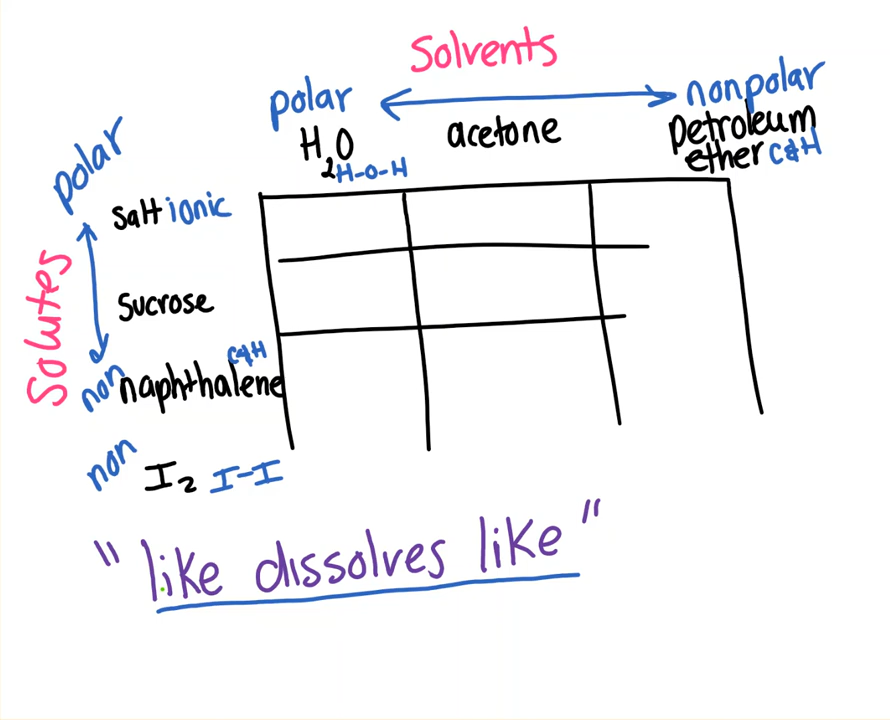 Solvents
polar nonpolar
H2O acetone petroleum
H-O-H ether C&H
polar
salt ionic
Solutes
sucrose
C&H
non naphthalene
non I2 I-I
"like dissolves like"